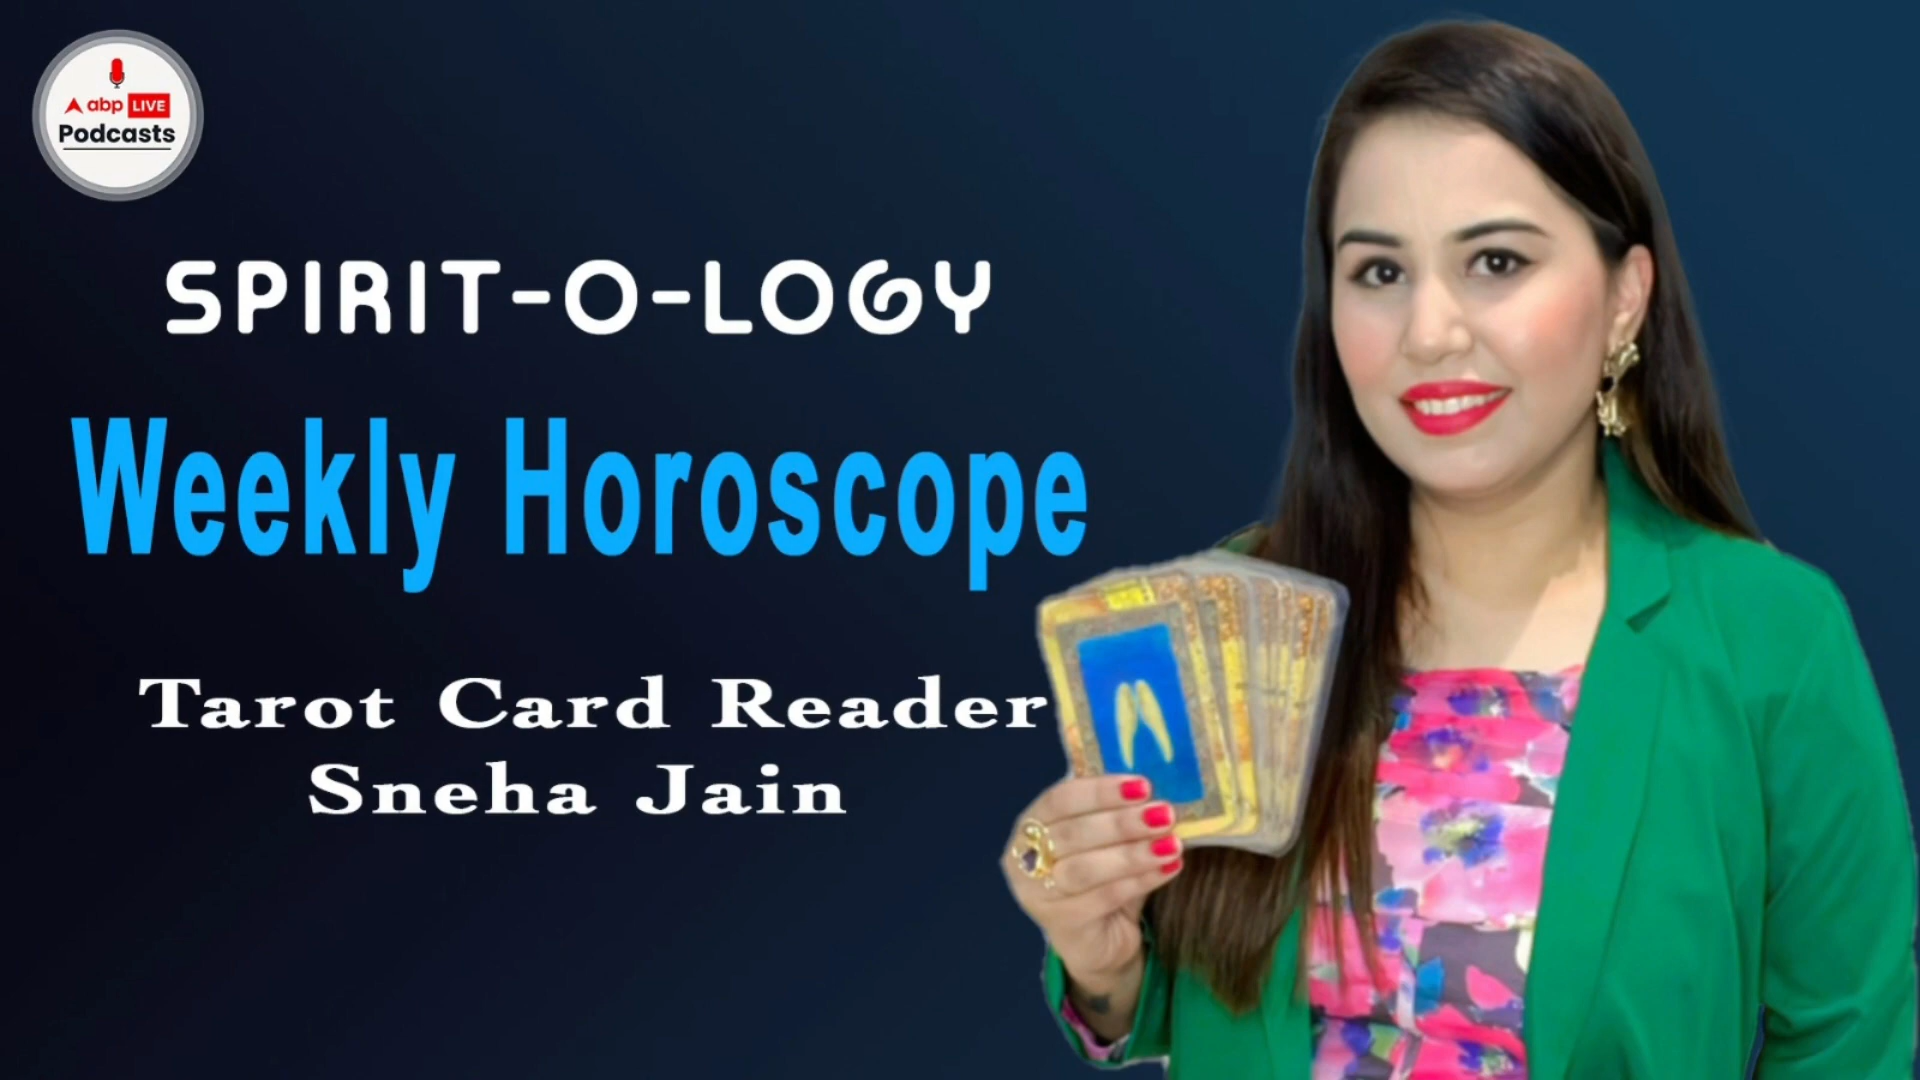 abp LIVE
Podcasts
SPIRIT-O-LOGY
Weekly Horoscope
Tarot Card Reader
Sneha Jain